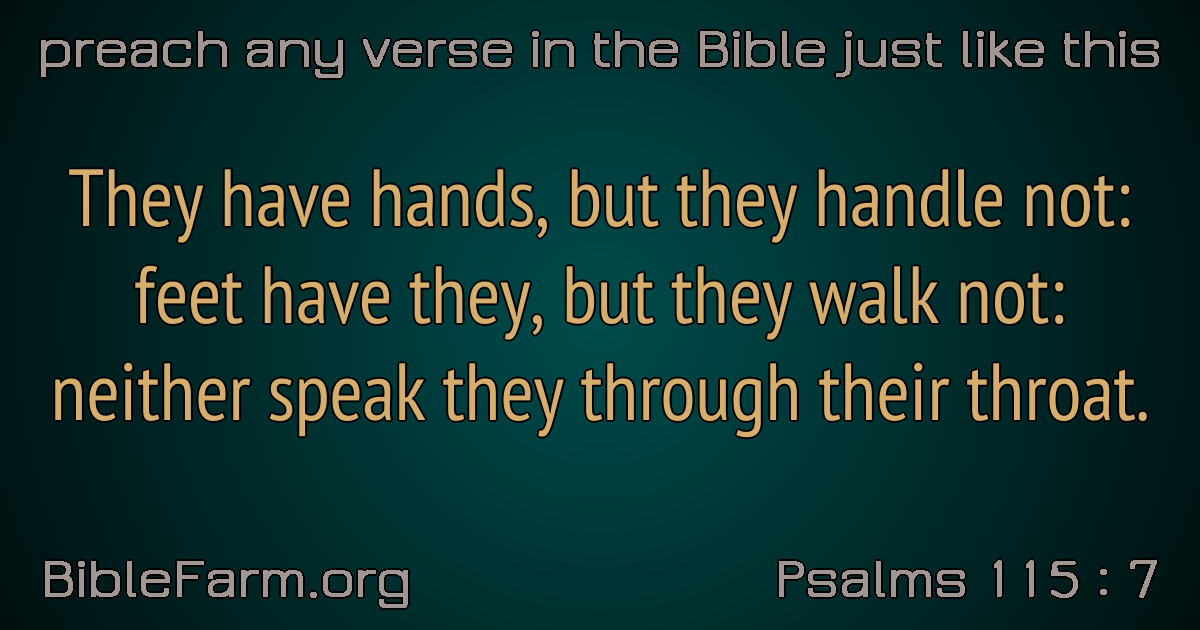 preach any verse in the Bible just like this
They have hands, but they handle not:
feet have they, but they walk not:
neither speak they through their throat.
BibleFarm.org
Psalms 115 : 7